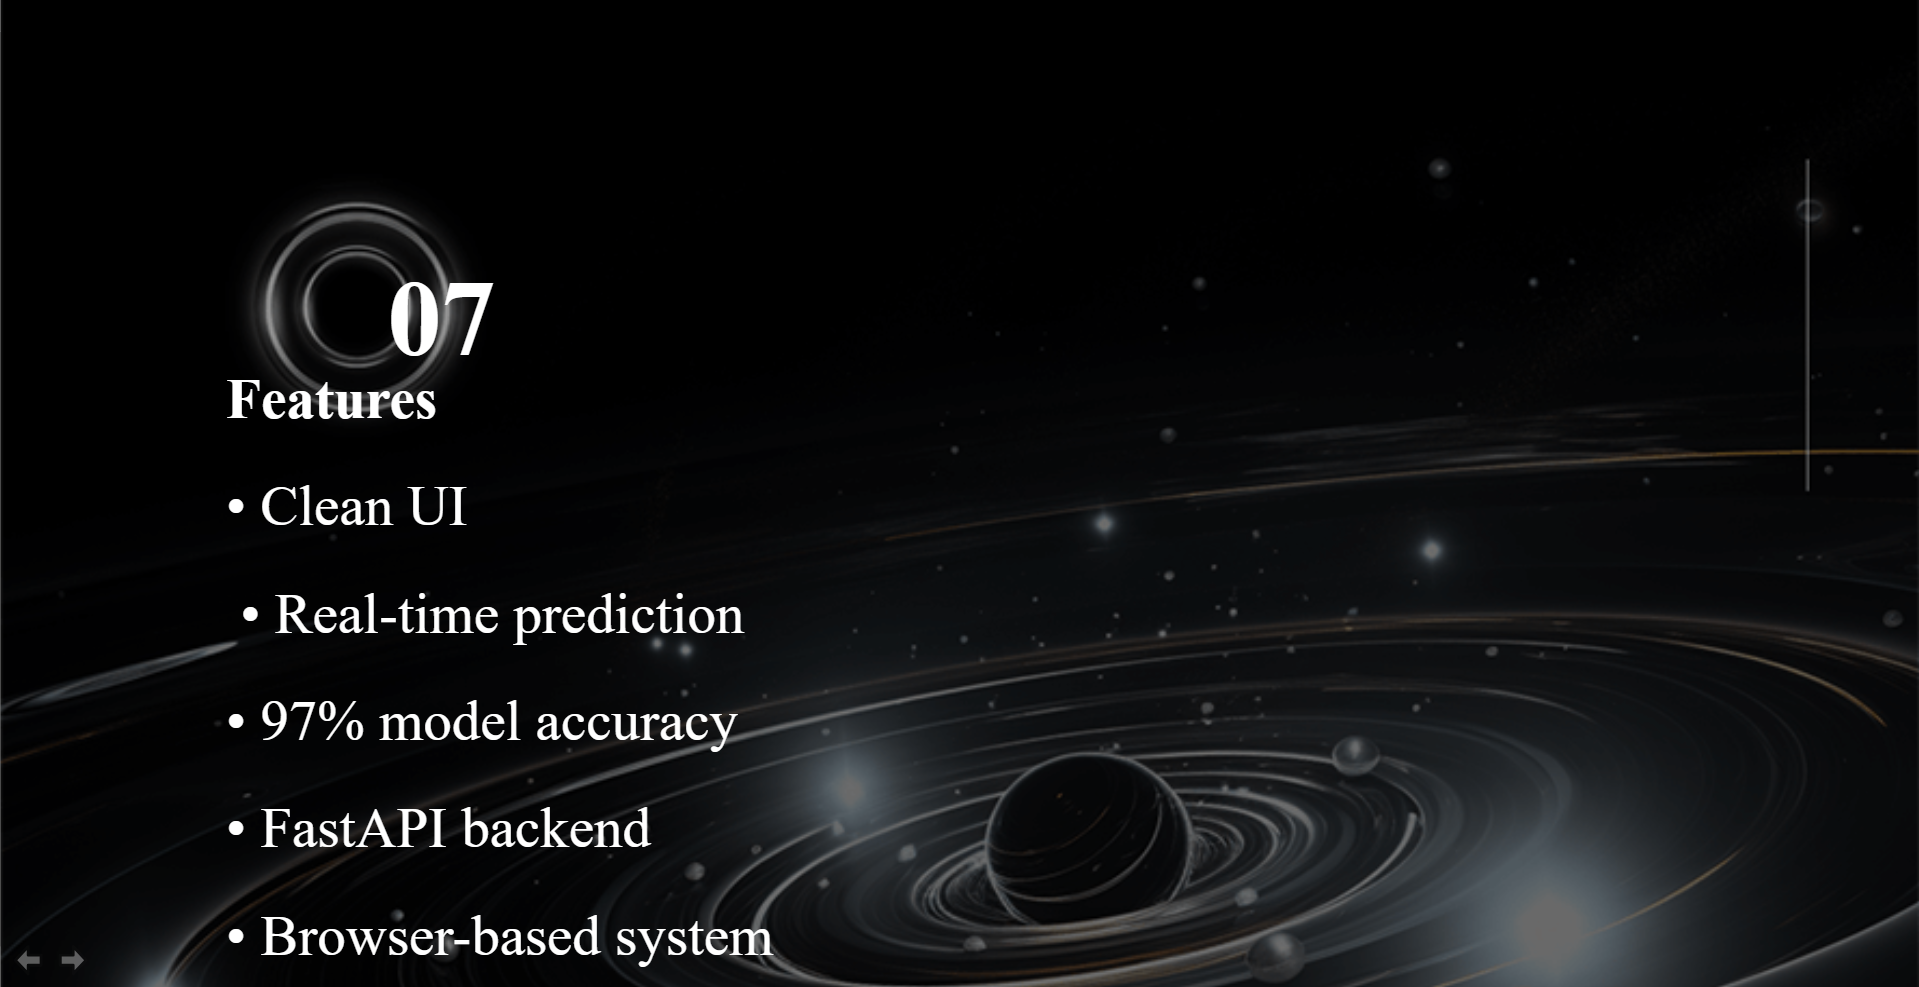 07
Features
• Clean UI
• Real-time prediction
• 97% model accuracy
• FastAPI backend
• Browser-based system